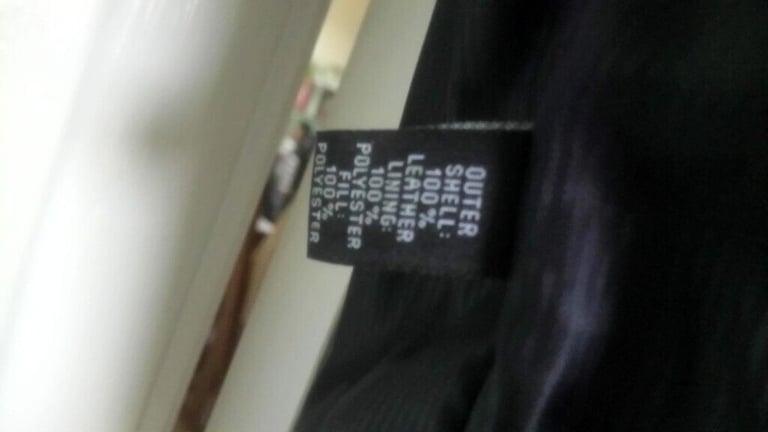 OUTER
SHELL:
100%
LEATHER
LINING:
100%
POLYESTER
FILL:
100%
POLYESTER